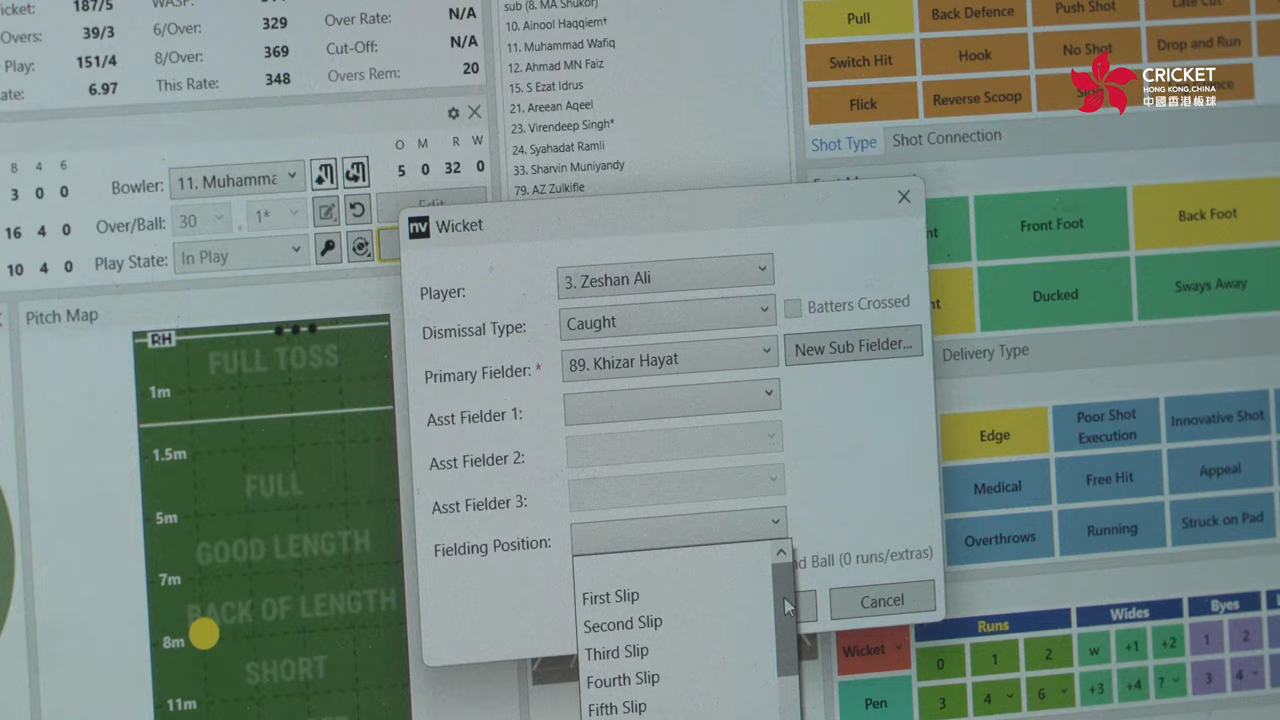 187/5
Overs: 39/3
Play: 151/4
6.97
6/Over: 329
8/Over: 369
This Rate: 348
Over Rate: N/A
Cut-Off: N/A
Overs Rem: 20
sub (8. MA Shukor)
10. Ainool Haqqiem†
11. Muhammad Wafiq
12. Ahmad MN Faiz
15. S Ezat Idrus
21. Areean Aqeel
23. Virendeep Singh*
24. Syahadat Ramli
33. Sharvin Muniyandy
79. AZ Zulkifle
Pull
Back Defence
Push Shot
Late Cut
Switch Hit
Hook
No Shot
Drop and Run
Flick
Reverse Scoop
CRICKET
HONG KONG, CHINA
中國香港板球
Shot Type
Shot Connection
B 4 6
3 0 0
16 4 0
10 4 0
O M R W
5 0 32 0
Bowler: 11. Muhamma
Over/Ball: 30 . 1*
Play State: In Play
Edit
nv Wicket
Player: 3. Zeshan Ali
Dismissal Type: Caught
Batters Crossed
Primary Fielder: * 89. Khizar Hayat
New Sub Fielder...
Asst Fielder 1:
Asst Fielder 2:
Asst Fielder 3:
Fielding Position:
First Slip
Second Slip
Third Slip
Fourth Slip
Fifth Slip
Ball (0 runs/extras)
Cancel
Front Foot
Back Foot
Ducked
Sways Away
Delivery Type
Edge
Poor Shot Execution
Innovative Shot
Medical
Free Hit
Appeal
Overthrows
Running
Struck on Pad
Runs
Wides
Byes
Wicket
0 1 2
w +1 +2
1 2
Pen
3 4 6
+3 +4 ?
3 4
Pitch Map
RH
FULL TOSS
1m
1.5m
FULL
5m
GOOD LENGTH
7m
BACK OF LENGTH
8m
SHORT
11m